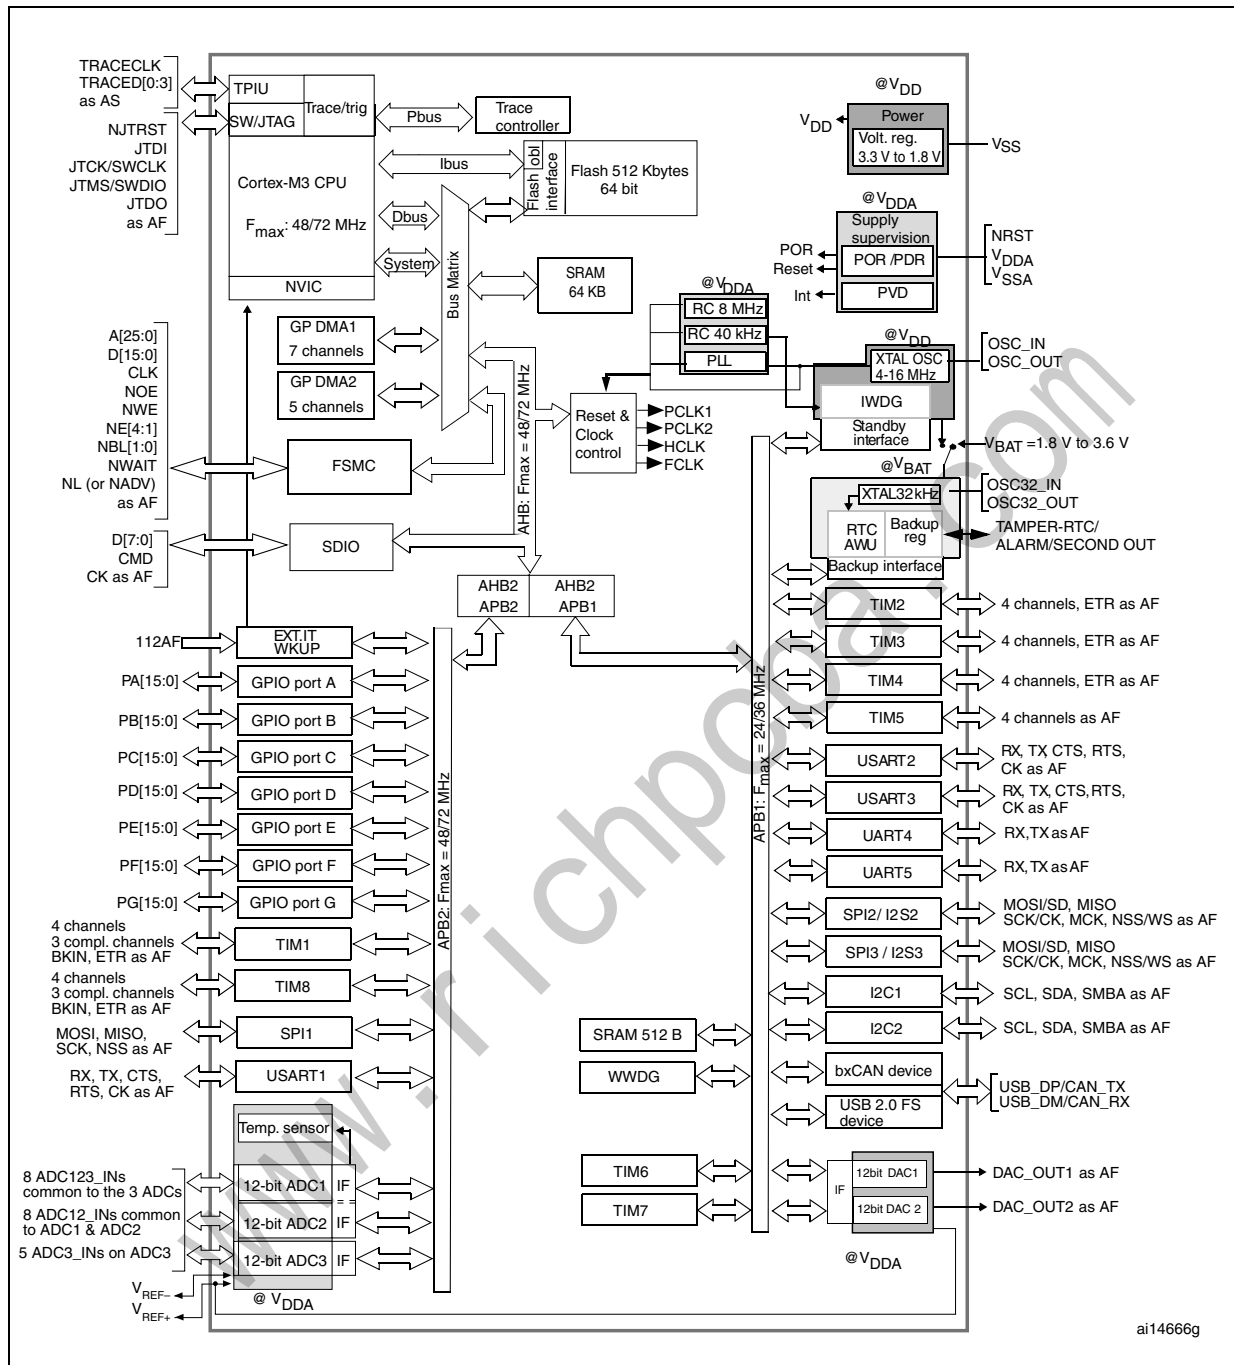 TRACECLK
TRACED[0:3]
as AS
NJTRST
JTDI
JTCK/SWCLK
JTMS/SWDIO
JTDO
as AF
TPIU
SW/JTAG
Trace/trig
Pbus
Trace
controller
Cortex-M3 CPU
Fmax: 48/72 MHz
NVIC
Ibus
Dbus
System
Flash obl
interface
Flash 512 Kbytes
64 bit
Bus Matrix
SRAM
64 KB
GP DMA1
7 channels
GP DMA2
5 channels
@VDD
Power
VDD
Volt. reg.
3.3 V to 1.8 V
VSS
@VDDA
Supply
supervision
POR
Reset
POR /PDR
Int
PVD
NRST
VDDA
VSSA
@VDDA
RC 8 MHz
RC 40 kHz
PLL
@VDD
XTAL OSC
4-16 MHz
OSC_IN
OSC_OUT
IWDG
Standby
interface
VBAT =1.8 V to 3.6 V
Reset &
Clock
control
PCLK1
PCLK2
HCLK
FCLK
AHB: Fmax = 48/72 MHz
A[25:0]
D[15:0]
CLK
NOE
NWE
NE[4:1]
NBL[1:0]
NWAIT
NL (or NADV)
as AF
FSMC
D[7:0]
CMD
CK as AF
SDIO
@VBAT
XTAL32kHz
OSC32_IN
OSC32_OUT
RTC
AWU
Backup
reg
TAMPER-RTC/
ALARM/SECOND OUT
Backup interface
AHB2
APB2
AHB2
APB1
112AF
EXT.IT
WKUP
PA[15:0]
GPIO port A
PB[15:0]
GPIO port B
PC[15:0]
GPIO port C
PD[15:0]
GPIO port D
PE[15:0]
GPIO port E
PF[15:0]
GPIO port F
PG[15:0]
GPIO port G
4 channels
3 compl. channels
BKIN, ETR as AF
TIM1
4 channels
3 compl. channels
BKIN, ETR as AF
TIM8
MOSI, MISO,
SCK, NSS as AF
SPI1
RX, TX, CTS,
RTS, CK as AF
USART1
Temp. sensor
8 ADC123_INs
common to the 3 ADCs
12-bit ADC1 IF
8 ADC12_INs common
to ADC1 & ADC2
12-bit ADC2 IF
5 ADC3_INs on ADC3
12-bit ADC3 IF
VREF–
VREF+
@ VDDA
APB2: Fmax = 48/72 MHz
APB1: Fmax = 24/36 MHz
TIM2
4 channels, ETR as AF
TIM3
4 channels, ETR as AF
TIM4
4 channels, ETR as AF
TIM5
4 channels as AF
USART2
RX, TX, CTS, RTS,
CK as AF
USART3
RX, TX, CTS, RTS,
CK as AF
UART4
RX,TX as AF
UART5
RX, TX as AF
SPI2/ I2S2
MOSI/SD, MISO
SCK/CK, MCK, NSS/WS as AF
SPI3 / I2S3
MOSI/SD, MISO
SCK/CK, MCK, NSS/WS as AF
I2C1
SCL, SDA, SMBA as AF
I2C2
SCL, SDA, SMBA as AF
SRAM 512 B
WWDG
bxCAN device
USB 2.0 FS
device
USB_DP/CAN_TX
USB_DM/CAN_RX
TIM6
TIM7
IF
12bit DAC1
DAC_OUT1 as AF
12bit DAC 2
DAC_OUT2 as AF
@VDDA
ai14666g
www.richpcba.com